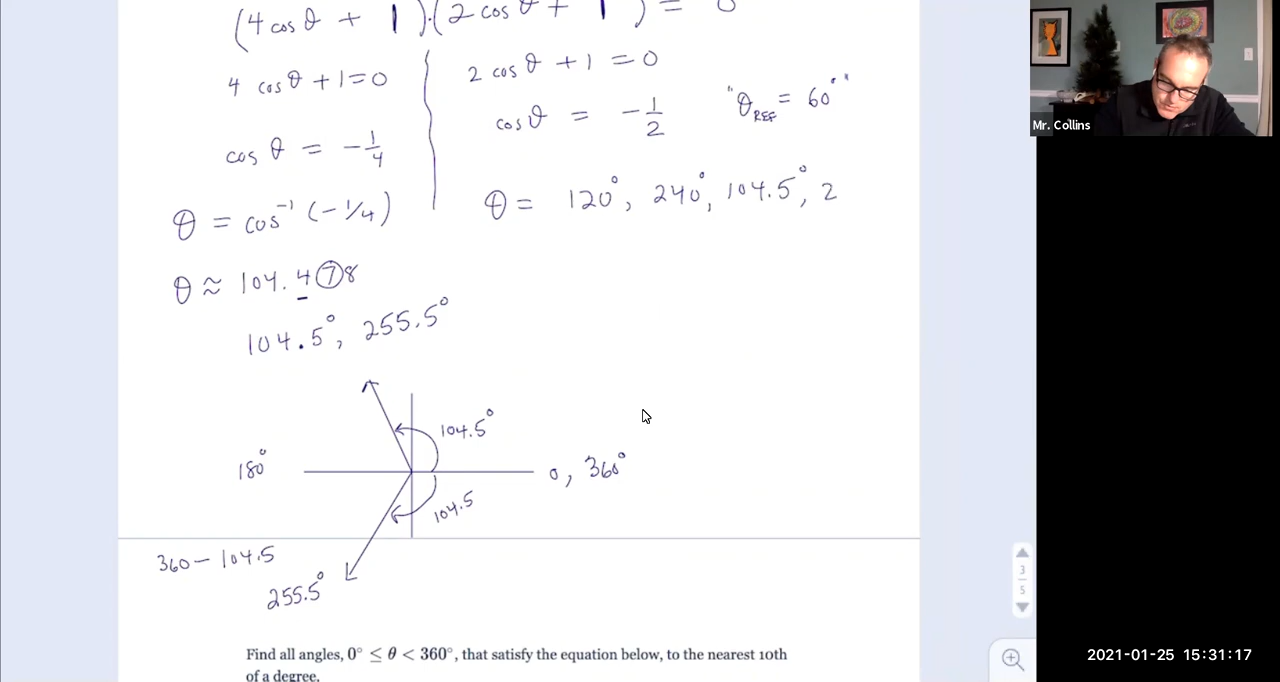 (4 cos θ + 1)·(2 cos θ + 1) = 0
4 cos θ + 1 = 0
2 cos θ + 1 = 0
cos θ = -1/4
cos θ = -1/2
"θREF = 60°"
θ = cos⁻¹(-1/4)
θ = 120°, 240°, 104.5°, 2
θ ≈ 104.478
104.5°, 255.5°
104.5°
180°
0, 360°
104.5
360 - 104.5
255.5°
Find all angles, 0° ≤ θ < 360°, that satisfy the equation below, to the nearest 10th
of a degree.
Mr. Collins
3
5
2021-01-25 15:31:17